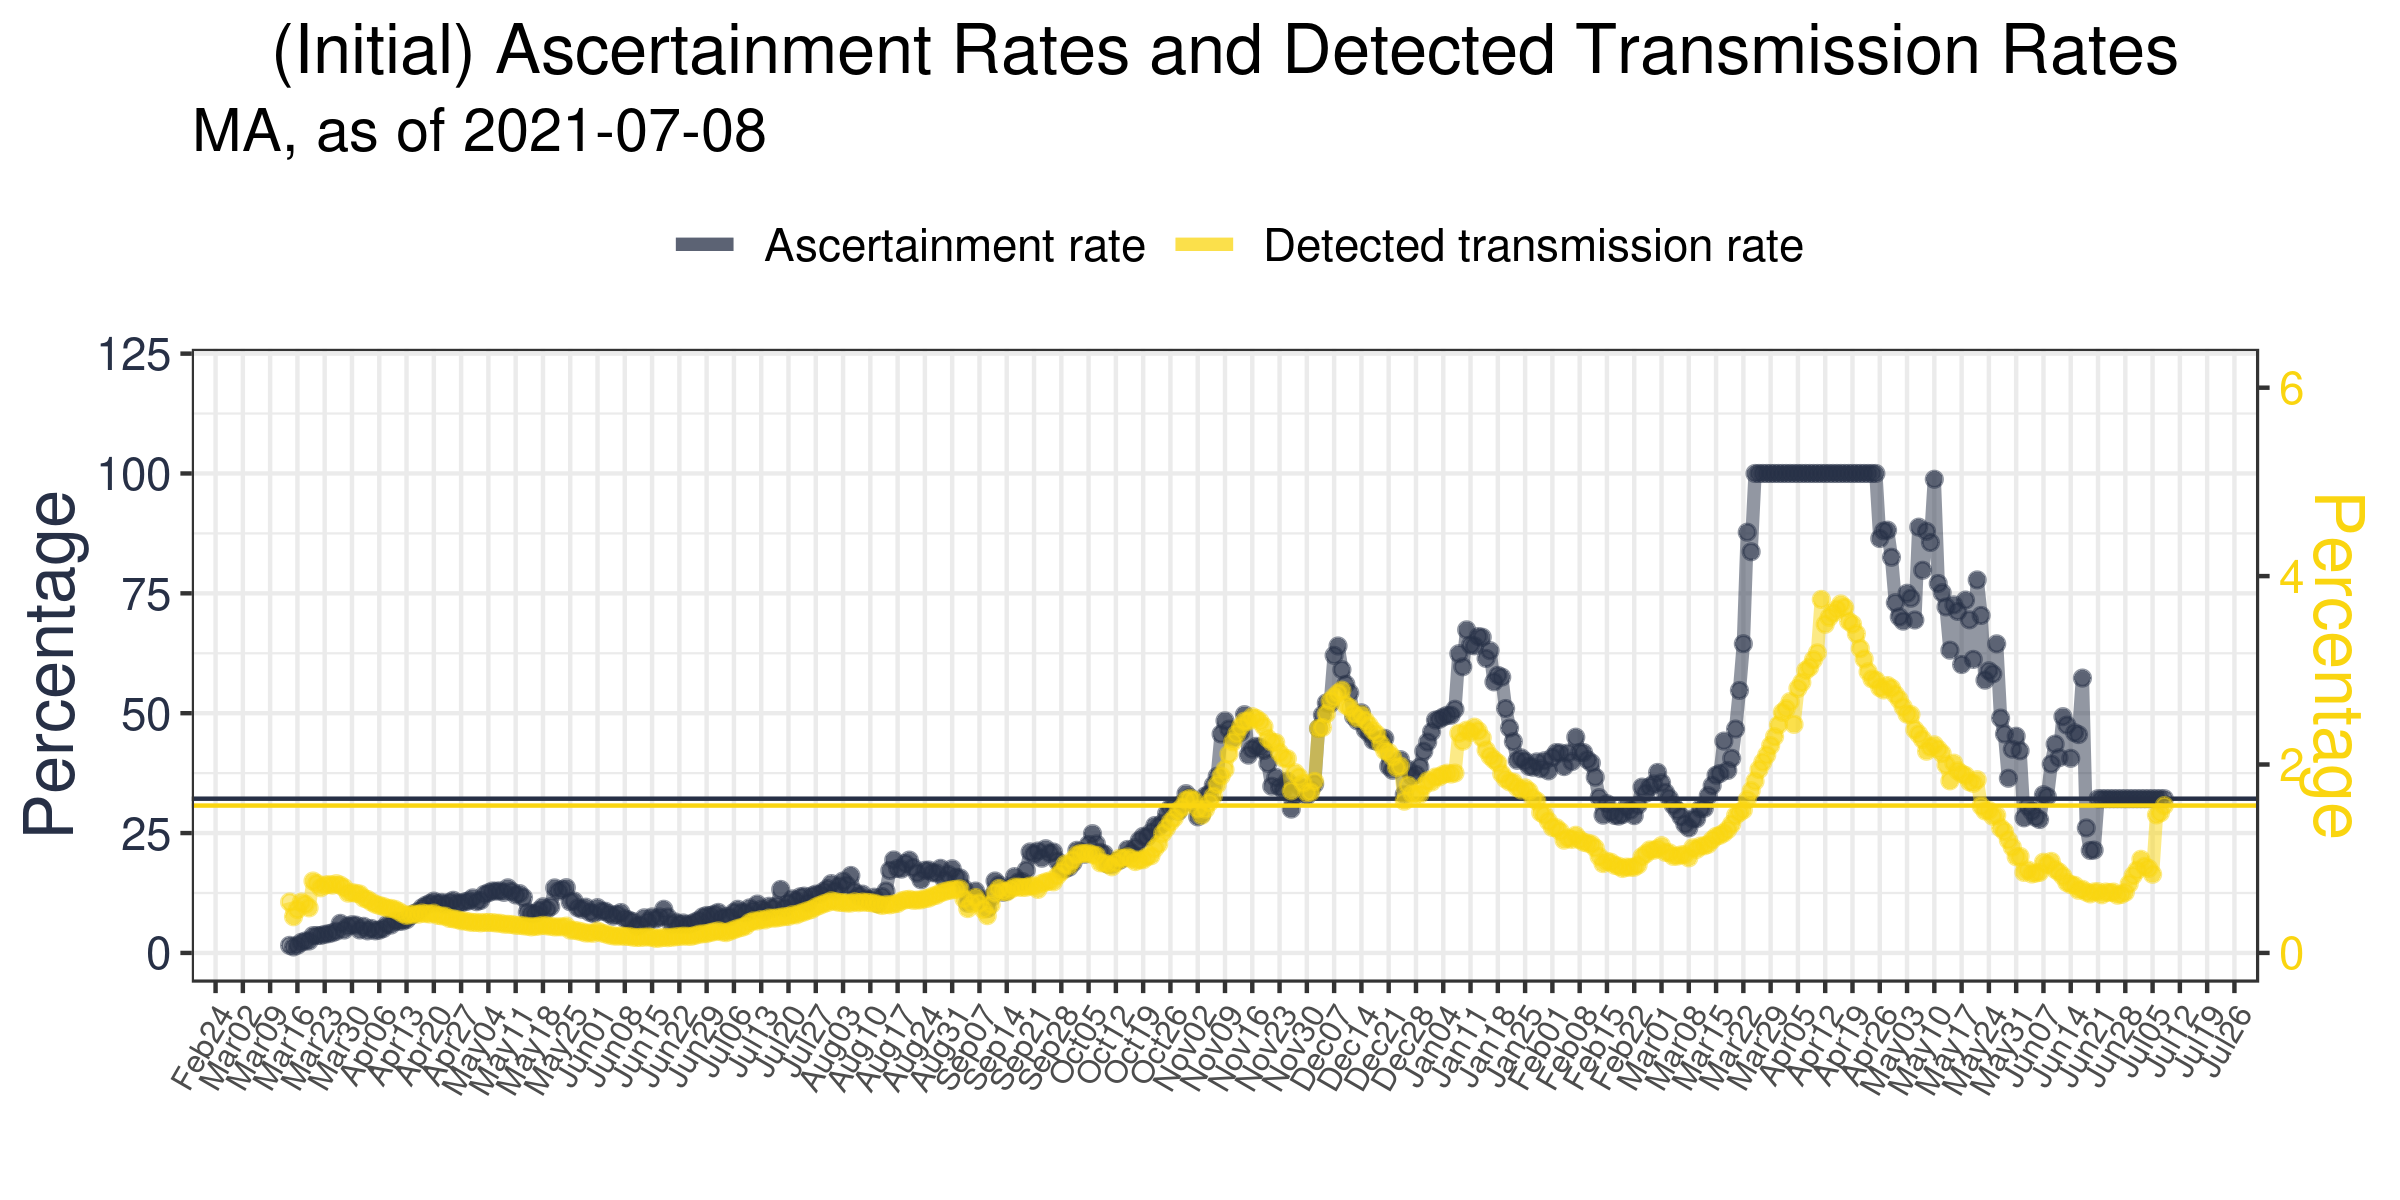 (Initial) Ascertainment Rates and Detected Transmission Rates
MA, as of 2021-07-08
Ascertainment rate
Detected transmission rate
Percentage
125
100
75
50
25
0
6
4
2
0
Percentage
Feb24
Mar02
Mar09
Mar16
Mar23
Mar30
Apr06
Apr13
Apr20
Apr27
May04
May11
May18
May25
Jun01
Jun08
Jun15
Jun22
Jun29
Jul06
Jul13
Jul20
Jul27
Aug03
Aug10
Aug17
Aug24
Aug31
Sep07
Sep14
Sep21
Sep28
Oct05
Oct12
Oct19
Oct26
Nov02
Nov09
Nov16
Nov23
Nov30
Dec07
Dec14
Dec21
Dec28
Jan04
Jan11
Jan18
Jan25
Feb01
Feb08
Feb15
Feb22
Mar01
Mar08
Mar15
Mar22
Mar29
Apr05
Apr12
Apr19
Apr26
May03
May10
May17
May24
May31
Jun07
Jun14
Jun21
Jun28
Jul05
Jul12
Jul19
Jul26